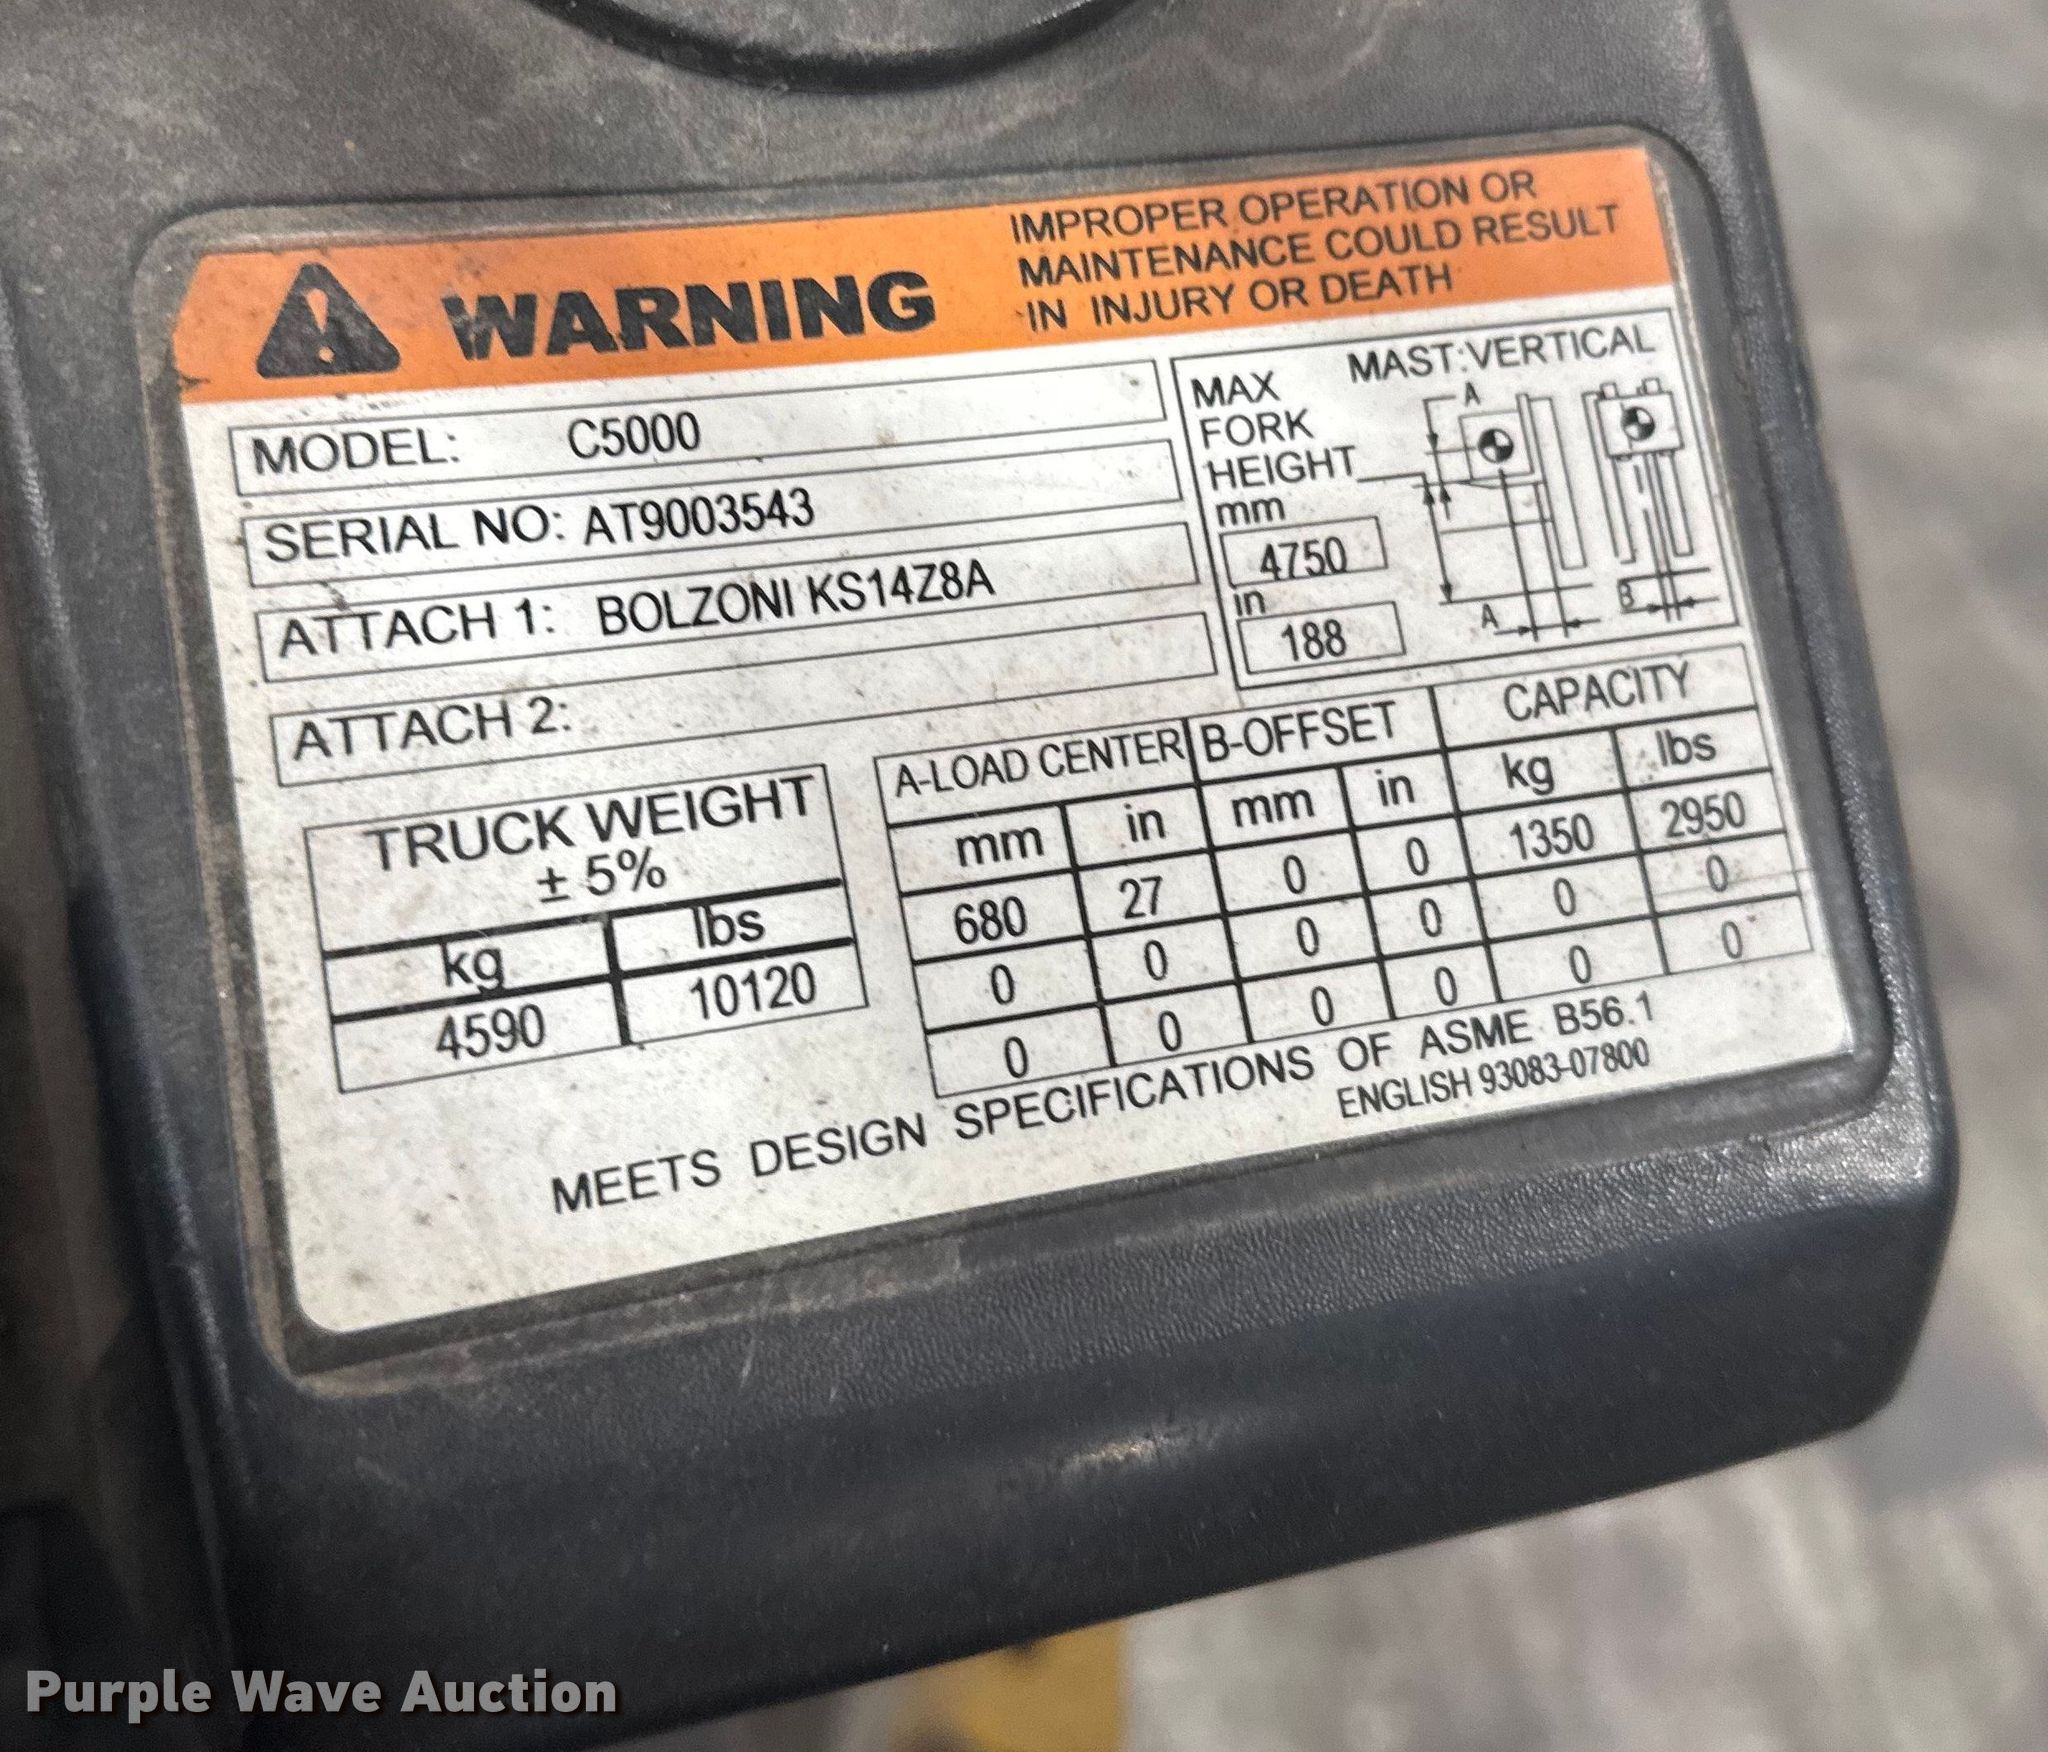 WARNING
IMPROPER OPERATION OR
MAINTENANCE COULD RESULT
IN INJURY OR DEATH
MODEL: C5000
SERIAL NO: AT9003543
ATTACH 1: BOLZONI KS14Z8A
ATTACH 2:
MAX
FORK
HEIGHT
mm
4750
in
188
MAST:VERTICAL
A
A
B
TRUCK WEIGHT
± 5%
kg lbs
4590 10120
A-LOAD CENTER B-OFFSET CAPACITY
mm in mm in kg lbs
680 27 0 0 1350 2950
0 0 0 0 0 0
0 0 0 0 0 0
MEETS DESIGN SPECIFICATIONS OF ASME B56.1
ENGLISH 93083-07800
Purple Wave Auction